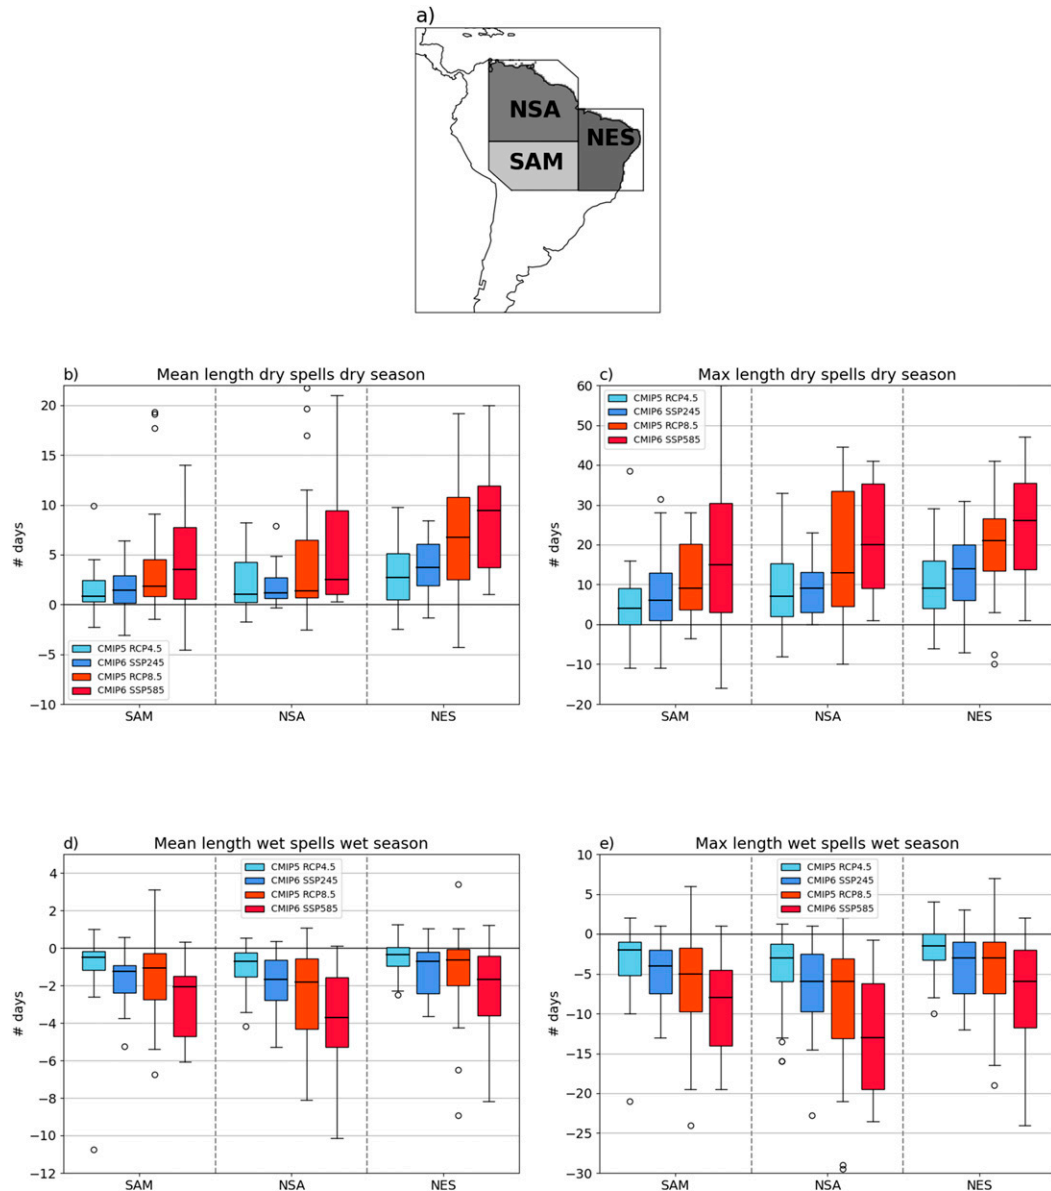 a)
NSA
NES
SAM
b) Mean length dry spells dry season
# days
20
15
10
5
0
−5
−10
CMIP5 RCP4.5
CMIP6 SSP245
CMIP5 RCP8.5
CMIP6 SSP585
SAM NSA NES
c) Max length dry spells dry season
# days
60
50
40
30
20
10
0
−10
−20
CMIP5 RCP4.5
CMIP6 SSP245
CMIP5 RCP8.5
CMIP6 SSP585
SAM NSA NES
d) Mean length wet spells wet season
# days
4
2
0
−2
−4
−6
−8
−10
−12
CMIP5 RCP4.5
CMIP6 SSP245
CMIP5 RCP8.5
CMIP6 SSP585
SAM NSA NES
e) Max length wet spells wet season
# days
10
5
0
−5
−10
−15
−20
−25
−30
CMIP5 RCP4.5
CMIP6 SSP245
CMIP5 RCP8.5
CMIP6 SSP585
SAM NSA NES